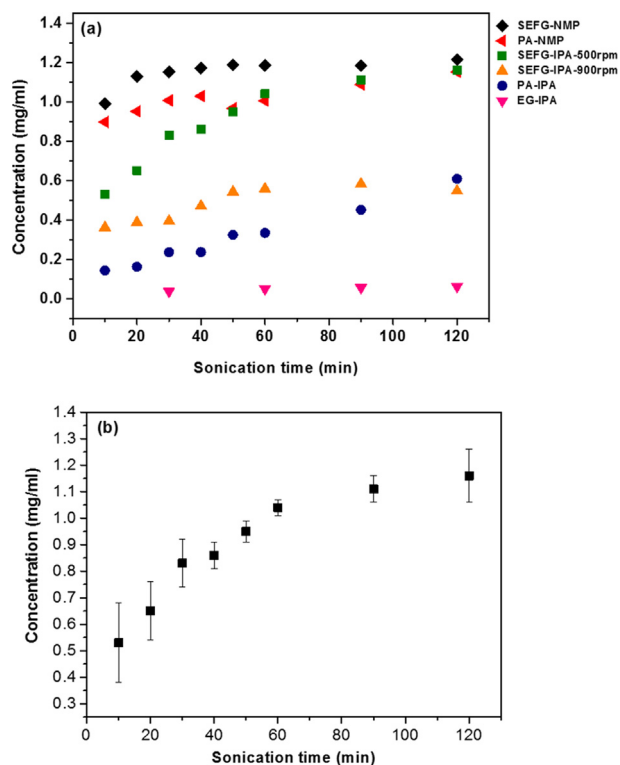 (a)
SEFG-NMP
PA-NMP
SEFG-IPA-500rpm
SEFG-IPA-900rpm
PA-IPA
EG-IPA
Concentration (mg/ml)
1.4
1.2
1.0
0.8
0.6
0.4
0.2
0.0
0 20 40 60 80 100 120
Sonication time (min)
(b)
Concentration (mg/ml)
1.4
1.3
1.2
1.1
1.0
0.9
0.8
0.7
0.6
0.5
0.4
0.3
0 20 40 60 80 100 120
Sonication time (min)